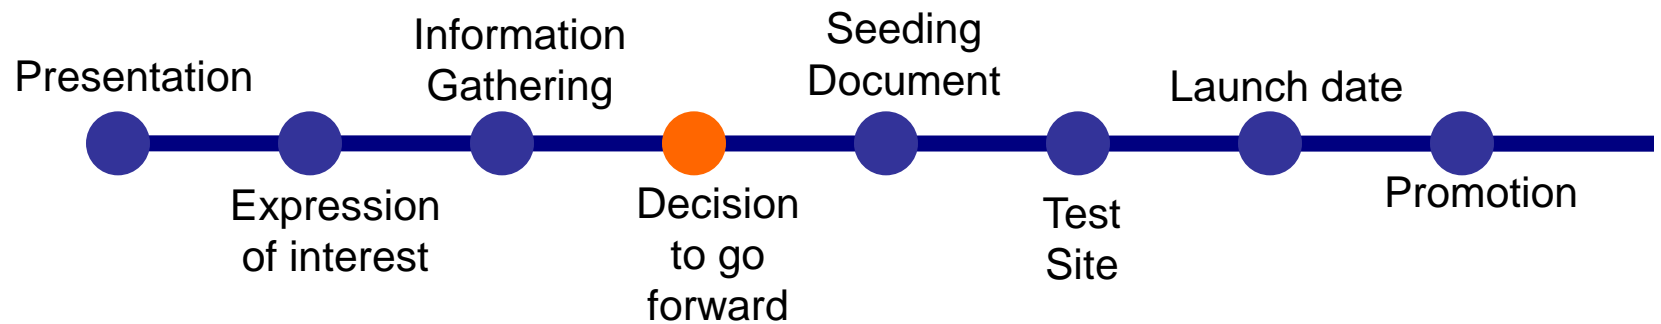 Presentation
Expression
of interest
Information
Gathering
Decision
to go
forward
Seeding
Document
Test
Site
Launch date
Promotion